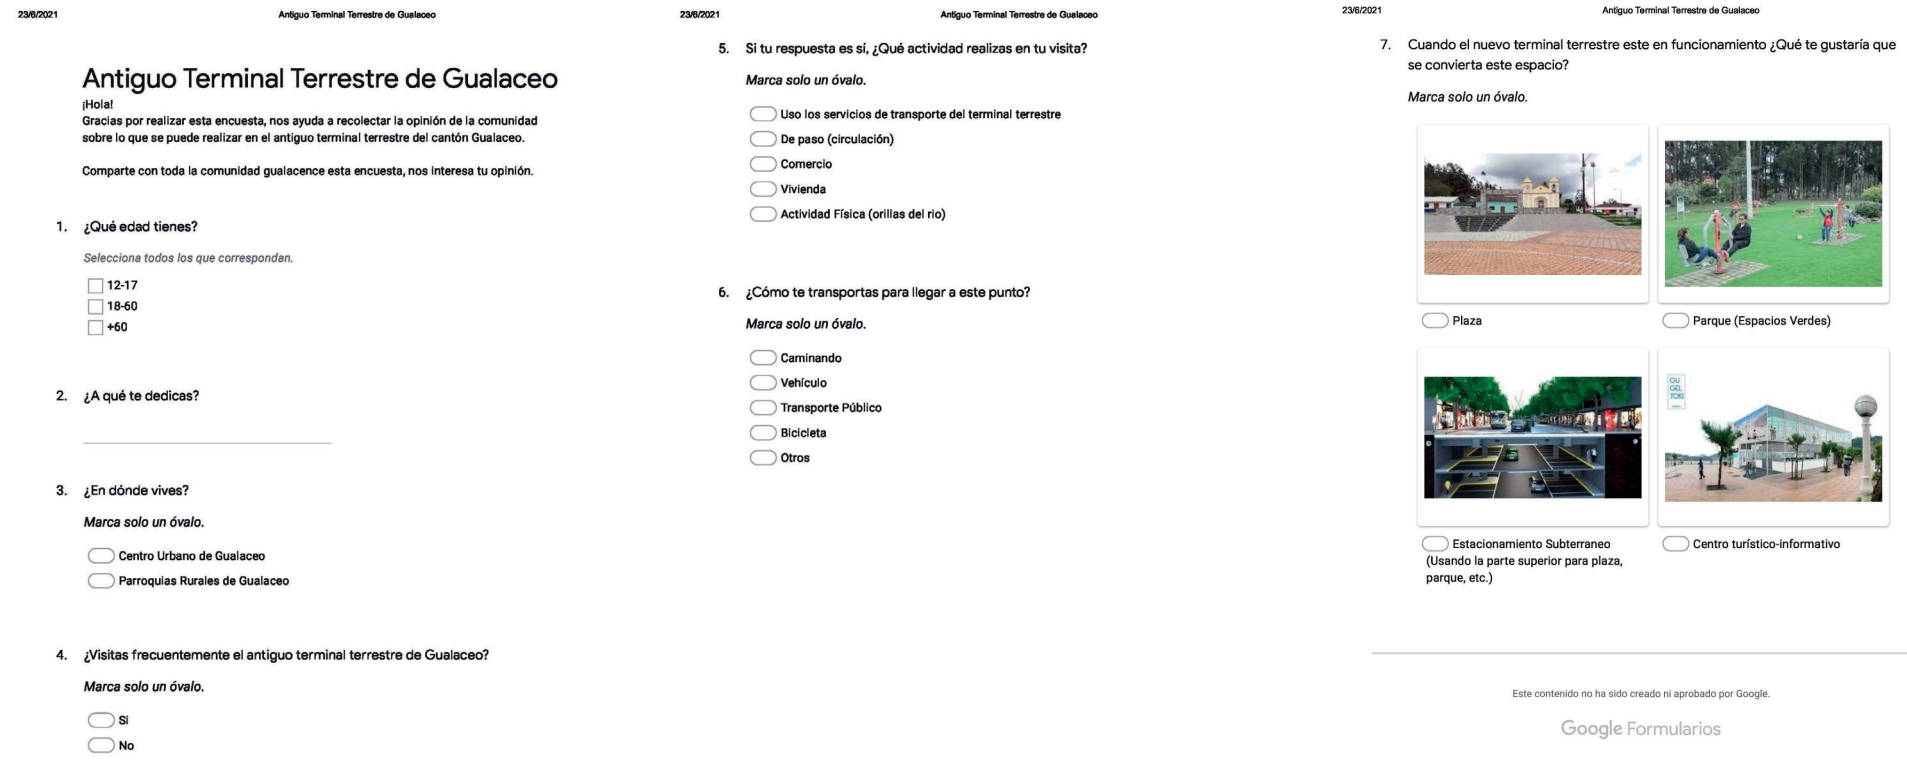 23/6/2021
Antiguo Terminal Terrestre de Gualaceo
Antiguo Terminal Terrestre de Gualaceo
¡Hola!
Gracias por realizar esta encuesta, nos ayuda a recolectar la opinión de la comunidad
sobre lo que se puede realizar en el antiguo terminal terrestre del cantón Gualaceo.
Comparte con toda la comunidad gualacence esta encuesta, nos interesa tu opinión.
1. ¿Qué edad tienes?
Selecciona todos los que correspondan.
12-17
18-60
+60
2. ¿A qué te dedicas?
3. ¿En dónde vives?
Marca solo un óvalo.
Centro Urbano de Gualaceo
Parroquias Rurales de Gualaceo
4. ¿Visitas frecuentemente el antiguo terminal terrestre de Gualaceo?
Marca solo un óvalo.
Si
No
23/6/2021
Antiguo Terminal Terrestre de Gualaceo
5. Si tu respuesta es sí, ¿Qué actividad realizas en tu visita?
Marca solo un óvalo.
Uso los servicios de transporte del terminal terrestre
De paso (circulación)
Comercio
Vivienda
Actividad Física (orillas del rio)
6. ¿Cómo te transportas para llegar a este punto?
Marca solo un óvalo.
Caminando
Vehículo
Transporte Público
Bicicleta
Otros
23/6/2021
Antiguo Terminal Terrestre de Gualaceo
7. Cuando el nuevo terminal terrestre este en funcionamiento ¿Qué te gustaría que
se convierta este espacio?
Marca solo un óvalo.
Plaza
Parque (Espacios Verdes)
GU
GEL
TOKI
Estacionamiento Subterraneo
(Usando la parte superior para plaza,
parque, etc.)
Centro turístico-informativo
Este contenido no ha sido creado ni aprobado por Google.
Google Formularios